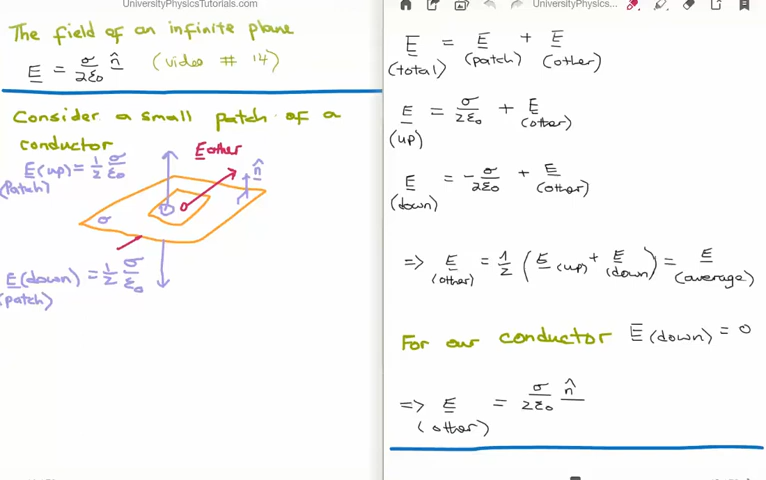 UniversityPhysicsTutorials.com
The field of an infinite plane
E = σ/2ε₀ n̂ (video # 14)
Consider a small patch of a
conductor
E(up) = 1/2 σ/ε₀
(Patch)
E other
n̂
σ
E(down) = 1/2 σ/ε₀
(patch)
UniversityPhysics...
E = E + E
(total) (patch) (other)
E = σ/2ε₀ + E
(up) (other)
E = -σ/2ε₀ + E
(down) (other)
=> E = 1/2 (E(up) + E) = E
(other) (down) (average)
For our conductor E(down) = 0
=> E = σ/2ε₀ n̂
(other)